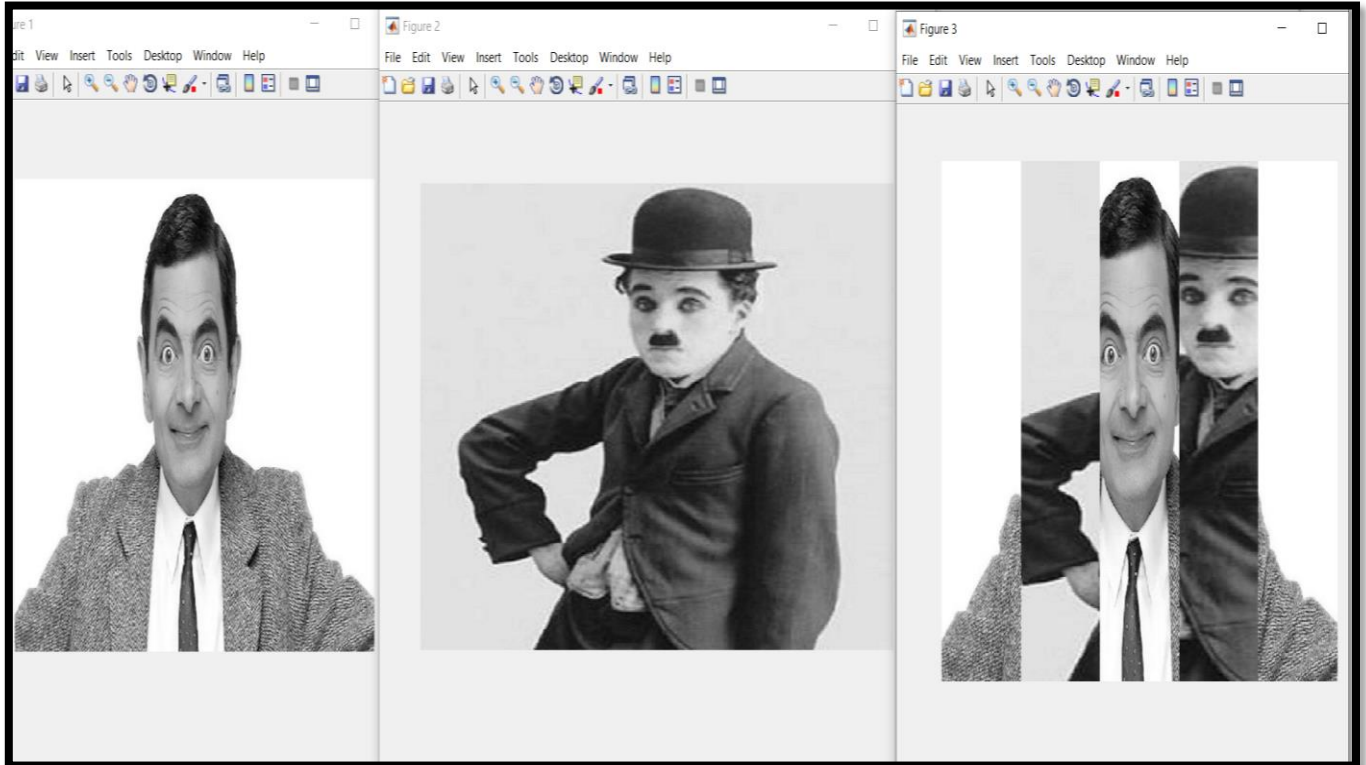 ure 1
dit View Insert Tools Desktop Window Help
Figure 2
File Edit View Insert Tools Desktop Window Help
Figure 3
File Edit View Insert Tools Desktop Window Help